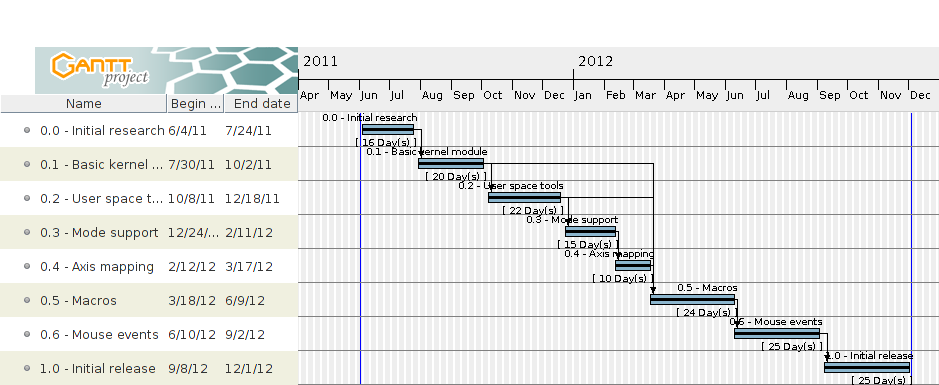 GANTT
project
2011 2012
Name Begin ... End date Apr May Jun Jul Aug Sep Oct Nov Dec Jan Feb Mar Apr May Jun Jul Aug Sep Oct Nov Dec
0.0 - Initial research
0.0 - Initial research 6/4/11 7/24/11
[ 16 Day(s) ]
0.1 - Basic kernel module
0.1 - Basic kernel ... 7/30/11 10/2/11
[ 20 Day(s) ]
0.2 - User space tools
0.2 - User space t... 10/8/11 12/18/11
[ 22 Day(s) ]
0.3 - Mode support
0.3 - Mode support 12/24/... 2/11/12
[ 15 Day(s) ]
0.4 - Axis mapping
0.4 - Axis mapping 2/12/12 3/17/12
[ 10 Day(s) ]
0.5 - Macros
0.5 - Macros 3/18/12 6/9/12
[ 24 Day(s) ]
0.6 - Mouse events
0.6 - Mouse events 6/10/12 9/2/12
[ 25 Day(s) ]
1.0 - Initial release
1.0 - Initial release 9/8/12 12/1/12
[ 25 Day(s) ]